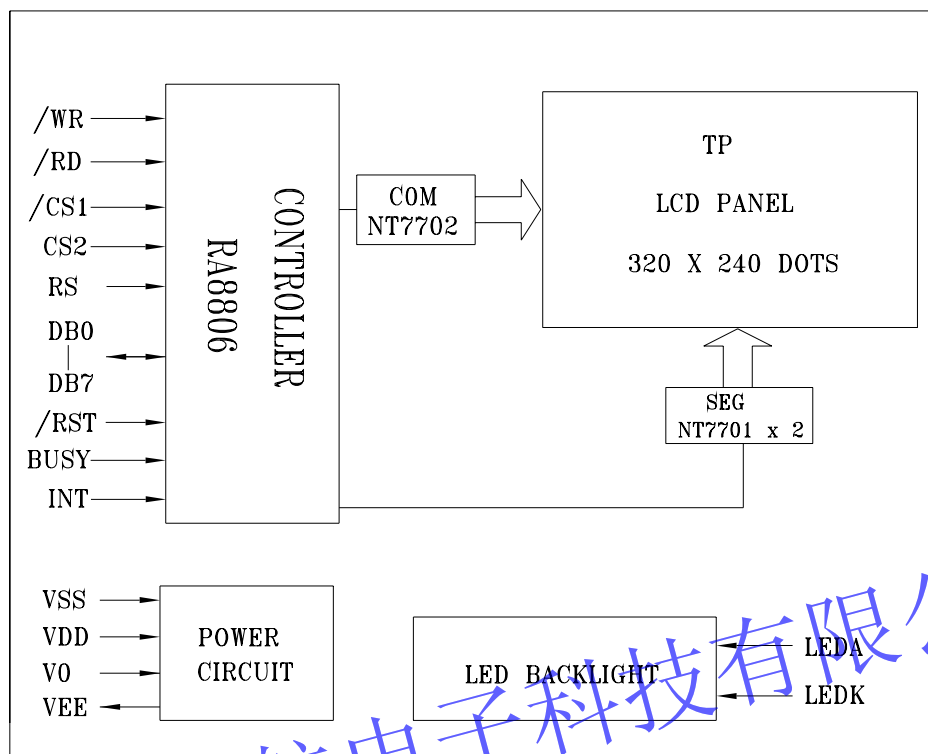 /WR
/RD
/CS1
CS2
RS
DB0
DB7
/RST
BUSY
INT
CONTROLLER
RA8806
COM
NT7702
TP
LCD PANEL
320 X 240 DOTS
SEG
NT7701 x 2
VSS
VDD
V0
VEE
POWER
CIRCUIT
LED BACKLIGHT
LEDA
LEDK
电子科技有限公